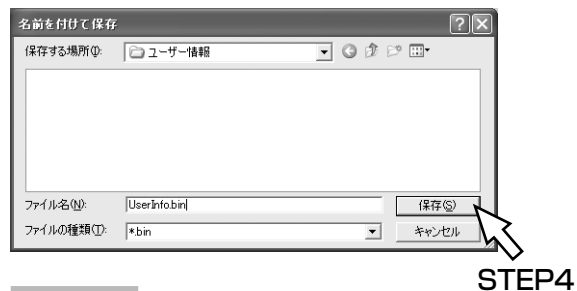 名前を付けて保存
保存する場所(I): ユーザー情報
ファイル名(N): UserInfo.bin 保存(S)
ファイルの種類(T): *.bin キャンセル
STEP4